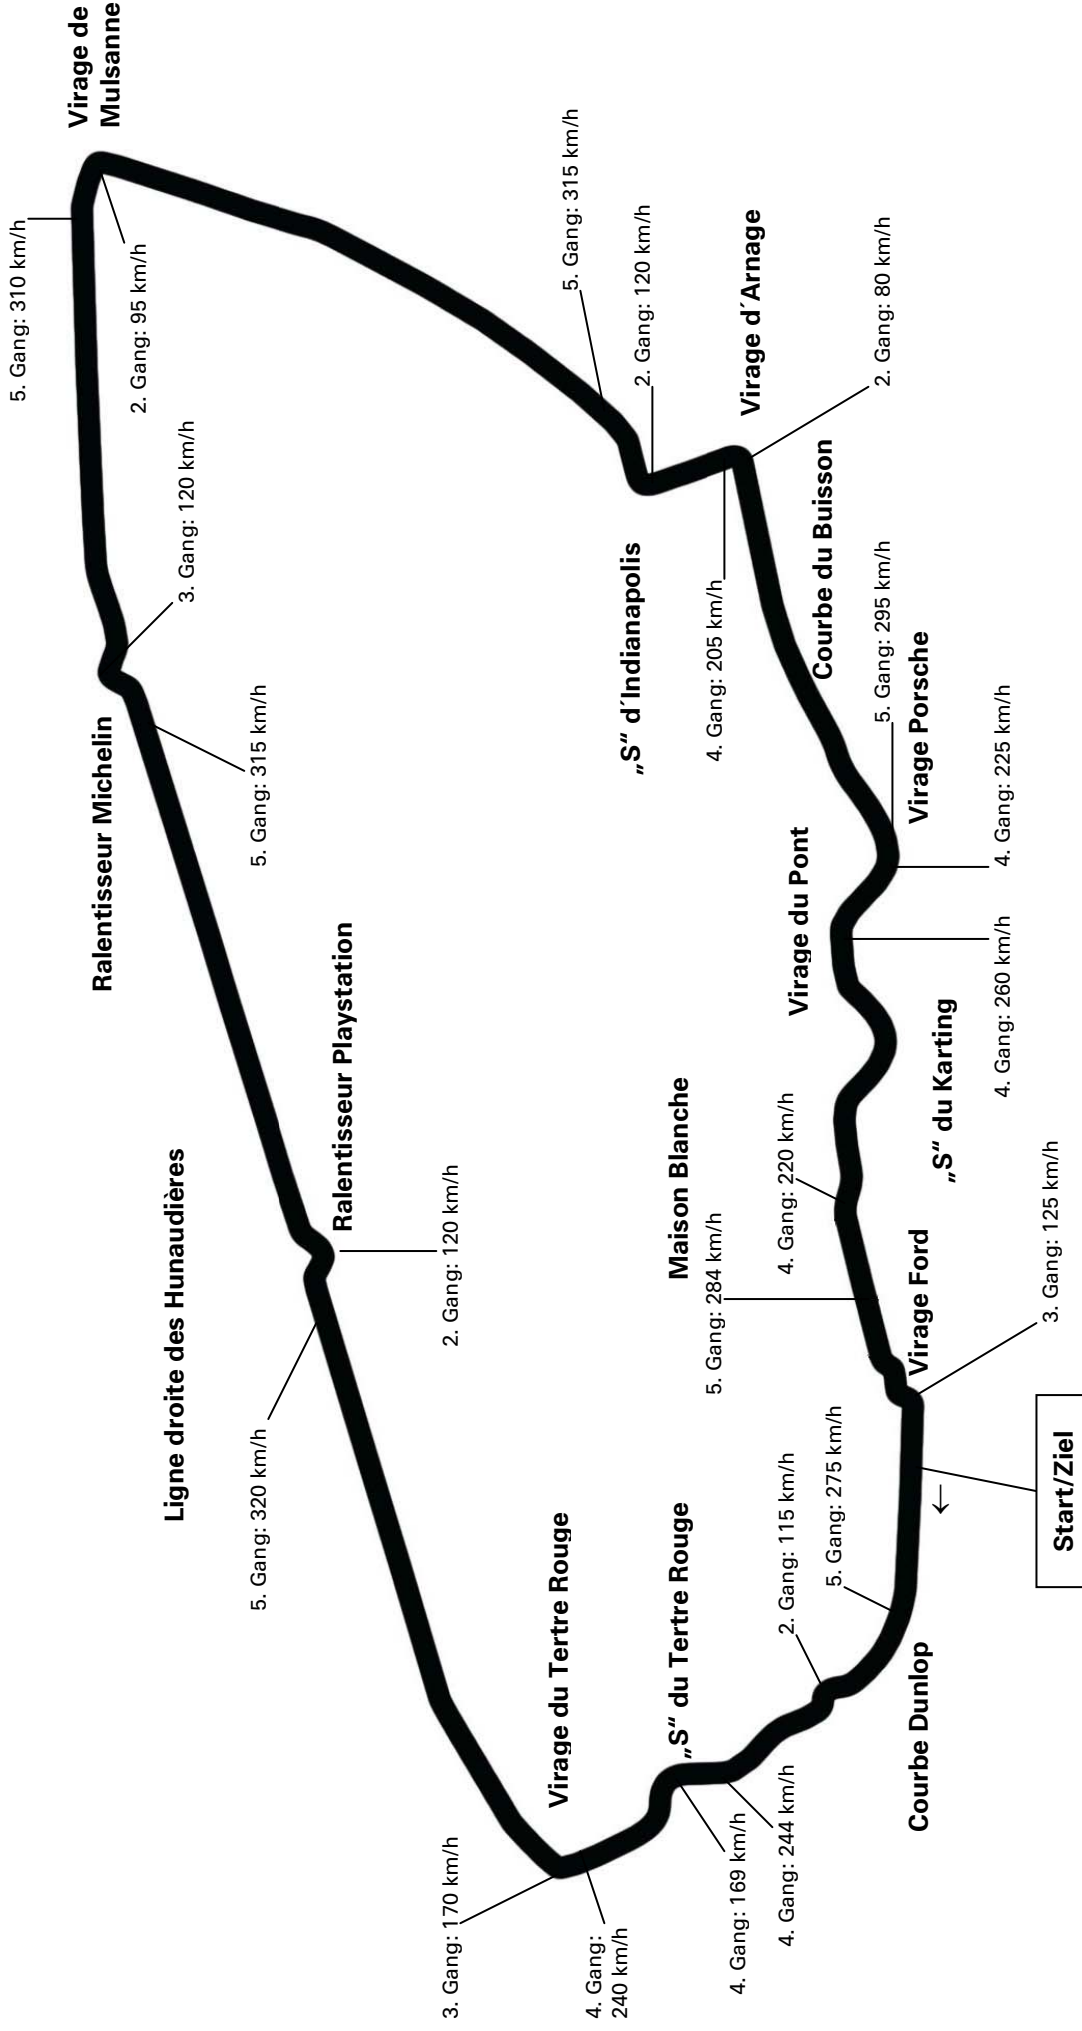 Virage de
Mulsanne
5. Gang: 310 km/h
2. Gang: 95 km/h
3. Gang: 120 km/h
Ralentisseur Michelin
5. Gang: 315 km/h
Ralentisseur Playstation
Ligne droite des Hunaudières
2. Gang: 120 km/h
5. Gang: 320 km/h
Virage du Tertre Rouge
3. Gang: 170 km/h
4. Gang:
240 km/h
„S“ du Tertre Rouge
4. Gang: 169 km/h
4. Gang: 244 km/h
2. Gang: 115 km/h
5. Gang: 275 km/h
Courbe Dunlop
←
Start/Ziel
3. Gang: 125 km/h
Virage Ford
5. Gang: 284 km/h
Maison Blanche
4. Gang: 220 km/h
„S“ du Karting
4. Gang: 260 km/h
Virage du Pont
4. Gang: 225 km/h
Virage Porsche
5. Gang: 295 km/h
Courbe du Buisson
2. Gang: 80 km/h
Virage d´Arnage
4. Gang: 205 km/h
„S“ d´Indianapolis
2. Gang: 120 km/h
5. Gang: 315 km/h